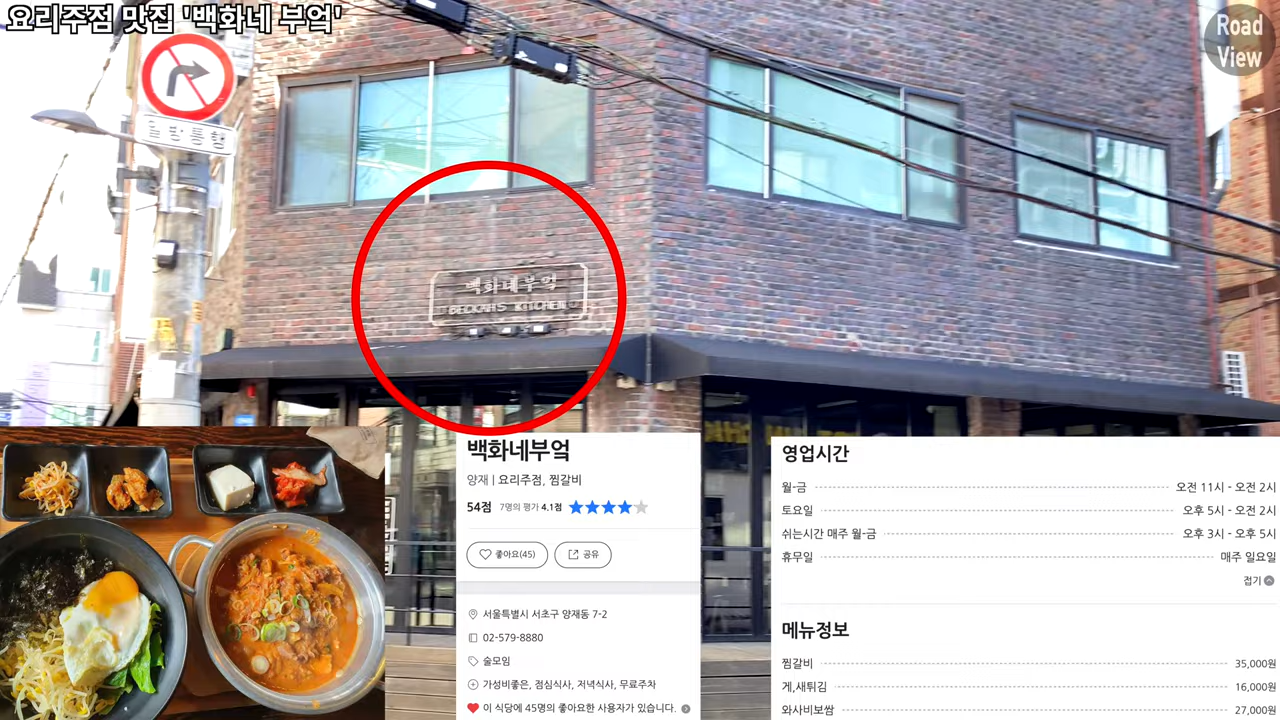 요리주점 맛집 '백화네 부엌'
Road
View
일방통행
백화네부엌
BECKAHS KITCHEN
백화네부엌
양재 | 요리주점, 찜갈비
54점 7명의 평가 4.1점
좋아요(45) 공유
서울특별시 서초구 양재동 7-2
02-579-8880
술모임
가성비좋은, 점심식사, 저녁식사, 무료주차
이 식당에 45명의 좋아요한 사용자가 있습니다.
영업시간
월-금 오전 11시 - 오전 2시
토요일 오후 5시 - 오전 2시
쉬는시간 매주 월-금 오후 3시 - 오후 5시
휴무일 매주 일요일
접기
메뉴정보
찜갈비 35,000원
게,새튀김 16,000원
와사비보쌈 27,000원